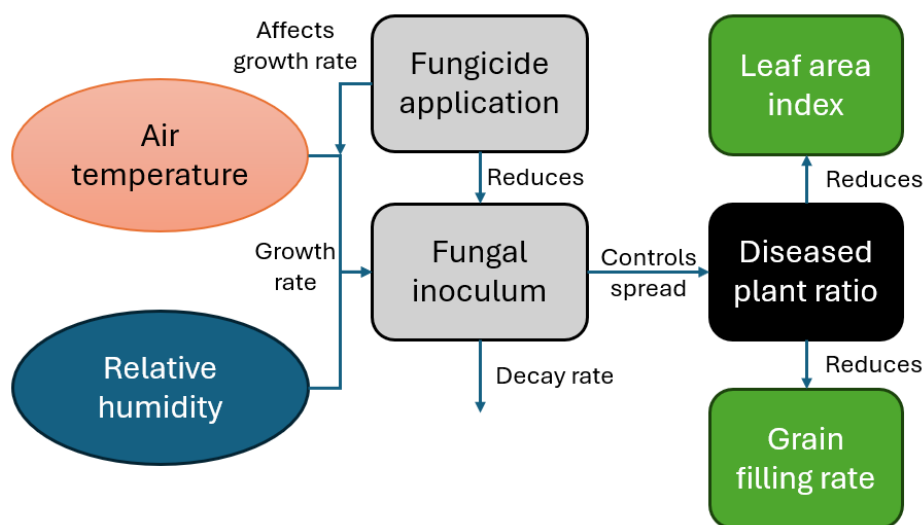 Affects
growth rate
Fungicide
application
Leaf area
index
Air
temperature
Reduces
Reduces
Growth
rate
Fungal
inoculum
Controls
spread
Diseased
plant ratio
Relative
humidity
Decay rate
Reduces
Grain
filling rate